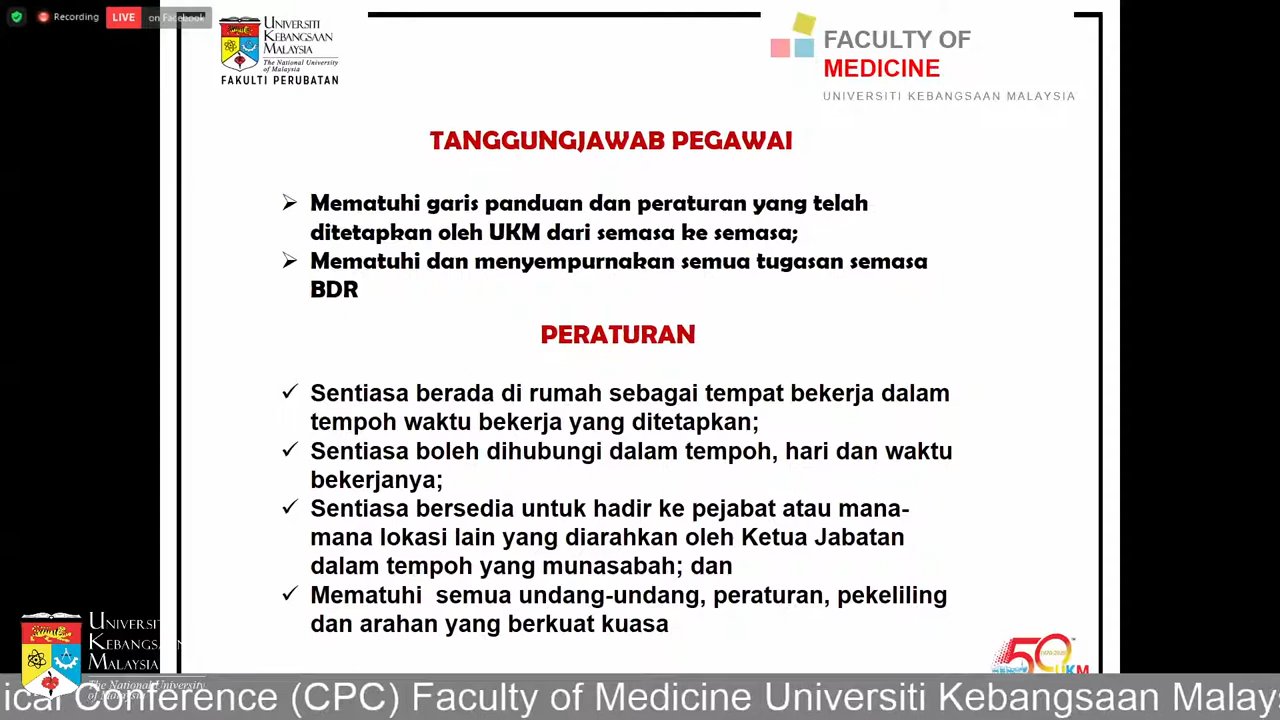 Recording
LIVE on Facebook
UNIVERSITI
KEBANGSAAN
MALAYSIA
The National University
of Malaysia
FAKULTI PERUBATAN
FACULTY OF
MEDICINE
UNIVERSITI KEBANGSAAN MALAYSIA
TANGGUNGJAWAB PEGAWAI
Mematuhi garis panduan dan peraturan yang telah
ditetapkan oleh UKM dari semasa ke semasa;
Mematuhi dan menyempurnakan semua tugasan semasa
BDR
PERATURAN
Sentiasa berada di rumah sebagai tempat bekerja dalam
tempoh waktu bekerja yang ditetapkan;
Sentiasa boleh dihubungi dalam tempoh, hari dan waktu
bekerjanya;
Sentiasa bersedia untuk hadir ke pejabat atau mana-
mana lokasi lain yang diarahkan oleh Ketua Jabatan
dalam tempoh yang munasabah; dan
Mematuhi semua undang-undang, peraturan, pekeliling
dan arahan yang berkuat kuasa
UNIVERSITI
KEBANGSAAN
MALAYSIA
The National University
of Malaysia
50
UKM
ical Conference (CPC) Faculty of Medicine Universiti Kebangsaan Malay